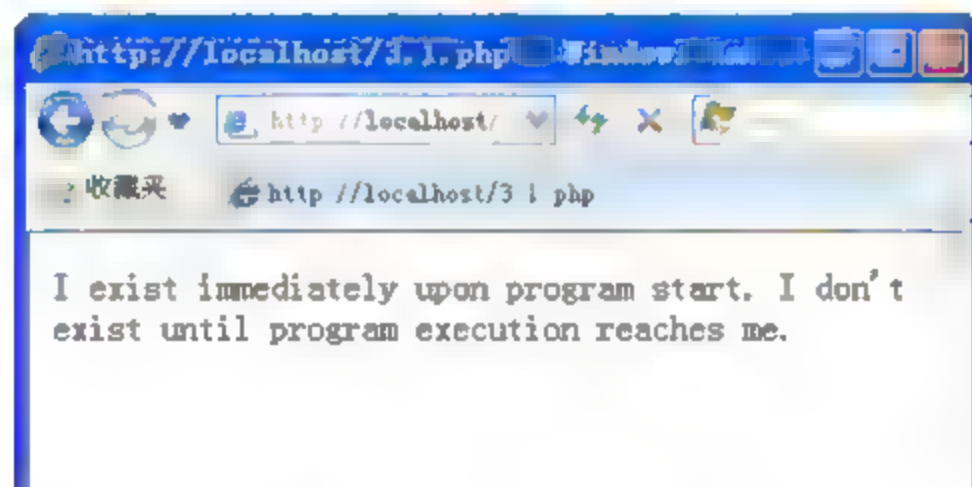 http://localhost/3.1.php
http //localhost/
收藏夹 http //localhost/3 1 php
I exist immediately upon program start. I don't
exist until program execution reaches me.